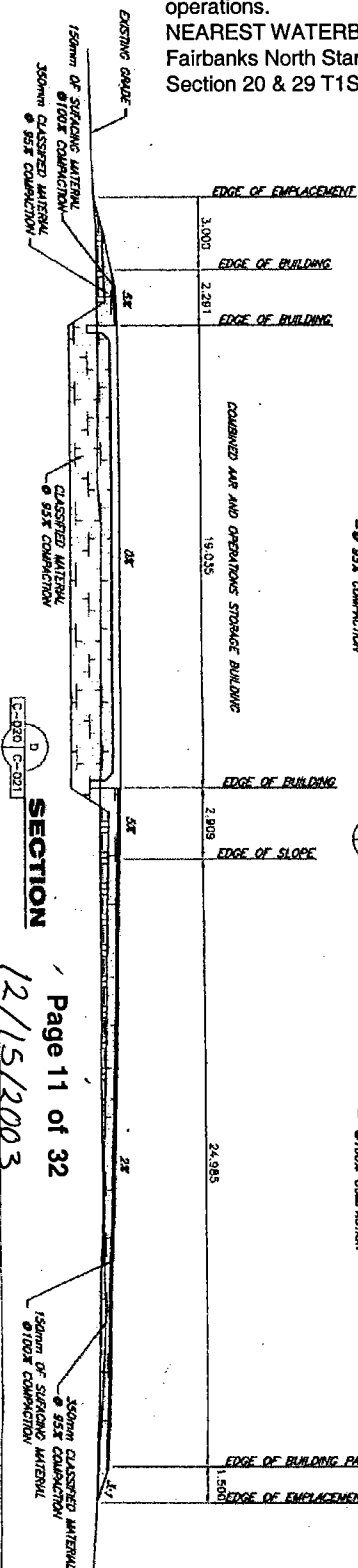 operations.
NEAREST WATERB
Fairbanks North Star
Section 20 & 29 T1S
EXISTING GRADE
150mm OF SUFACING MATERIAL
@100% COMPACTION
350mm CLASSIFIED MATERIAL
@ 95% COMPACTION
EDGE OF EMPLACEMENT
3.000
EDGE OF BUILDING
2.291
EDGE OF BUILDING
5%
COMBINED AAR AND OPERATIONS STORAGE BUILDING
19.035
0%
CLASSIFIED MATERIAL
@ 95% COMPACTION
EDGE OF BUILDING
2.909
5%
EDGE OF SLOPE
D
C-020 C-021
SECTION
Page 11 of 32
12/15/2003
24.985
2%
150mm OF SUFACING MATERIAL
@100% COMPACTION
350mm CLASSIFIED MATERIAL
@ 95% COMPACTION
EDGE OF BUILDING PA
1.500
EDGE OF EMPLACEMEN